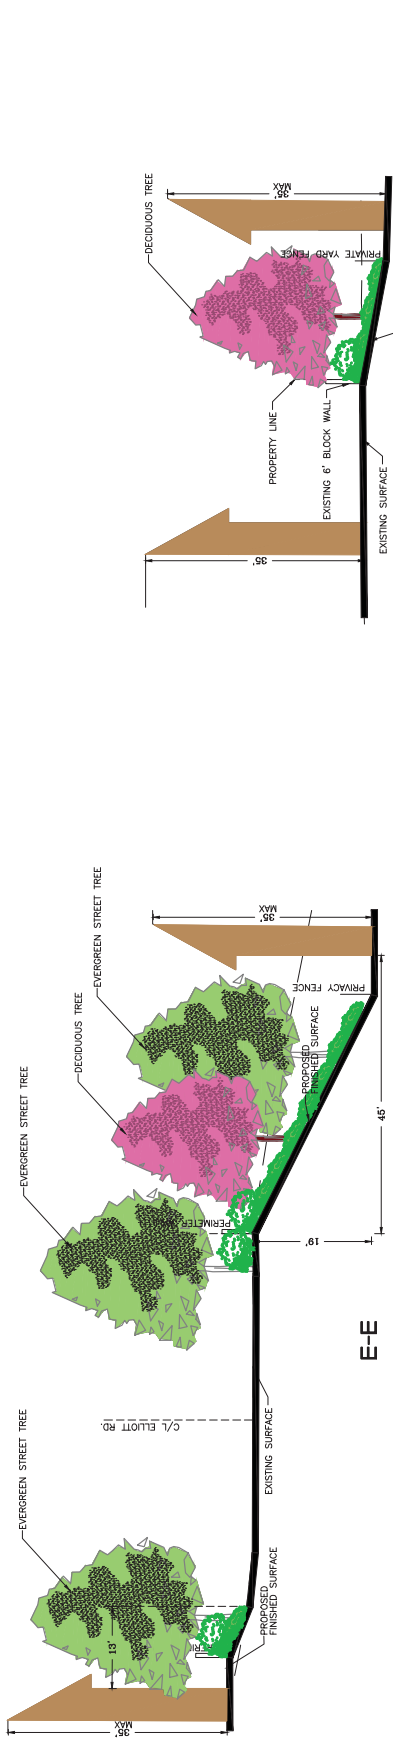 DECIDUOUS TREE
35'
MAX
PRIVATE YARD FENCE
PROPERTY LINE
EXISTING 6' BLOCK WALL
EXISTING SURFACE
35'
EVERGREEN STREET TREE
DECIDUOUS TREE
EVERGREEN STREET TREE
35'
MAX
PRIVACY FENCE
PROPOSED
FINISHED SURFACE
PERIMETER
45'
19'
E-E
C/L ELLIOTT RD.
EXISTING SURFACE
EVERGREEN STREET TREE
13'
PROPOSED
FINISHED SURFACE
35'
MAX